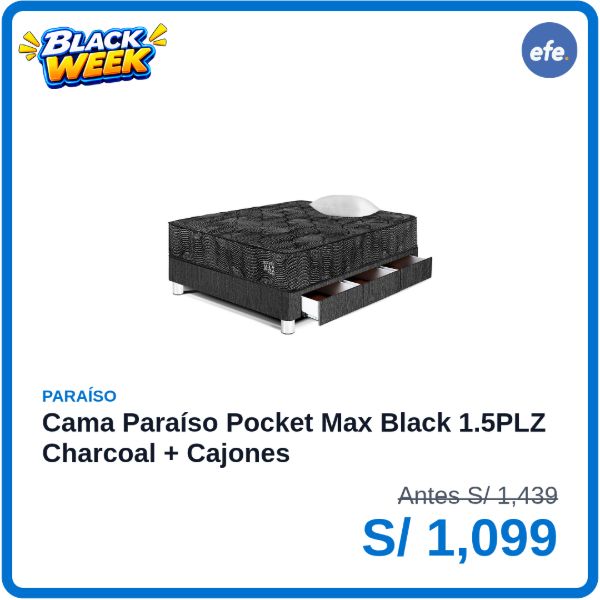 BLACK
WEEK
efe.
PARAÍSO
Cama Paraíso Pocket Max Black 1.5PLZ
Charcoal + Cajones
Antes S/ 1,439
S/ 1,099